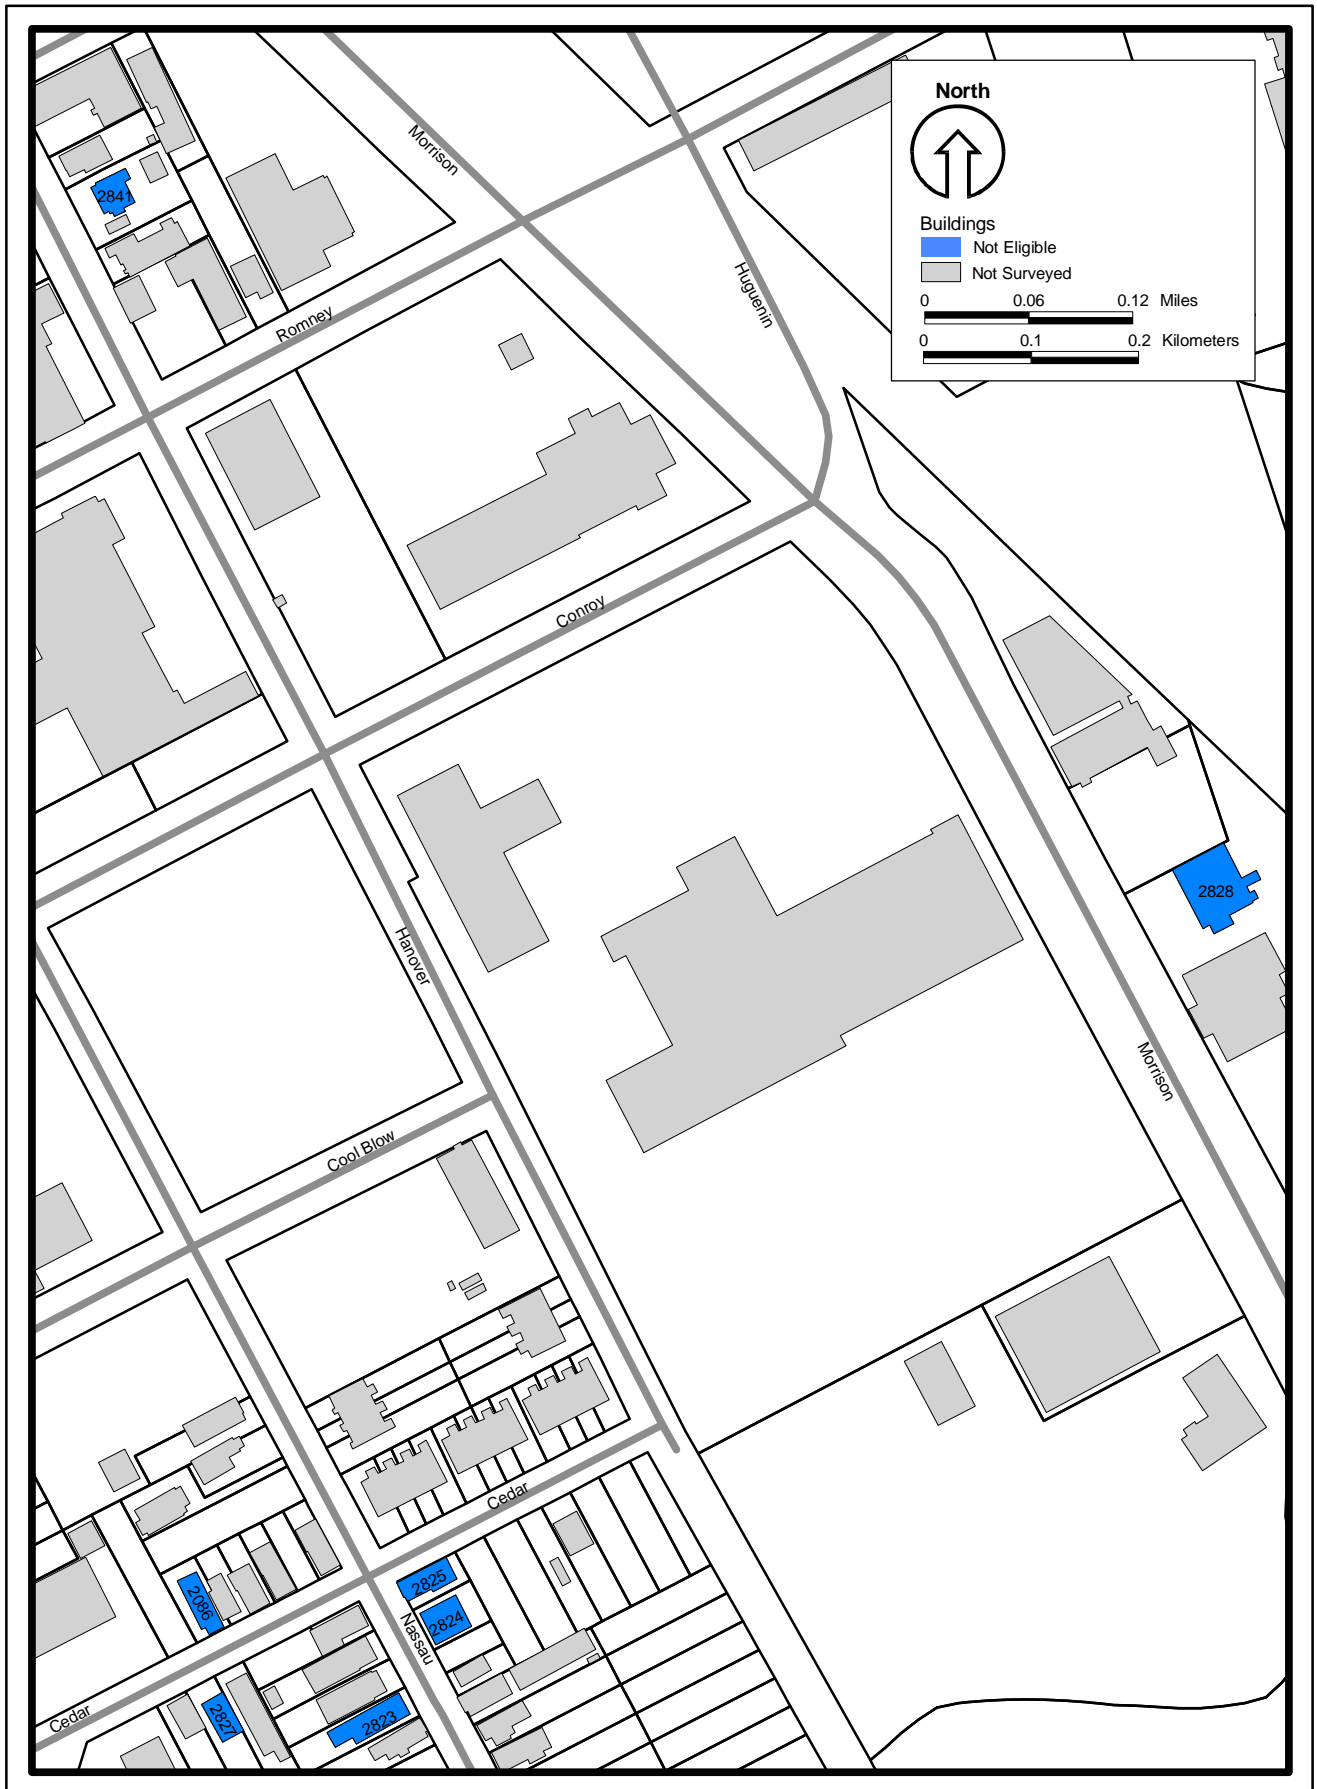 North
Morrison
2841
Buildings
Not Eligible
Huguenin
Not Surveyed
0 0.06 0.12 Miles
Romney
0 0.1 0.2 Kilometers
Conroy
2828
Hanover
Morrison
Cool Blow
Cedar
2825
2086
2824
Nassau
Cedar
2827
2823